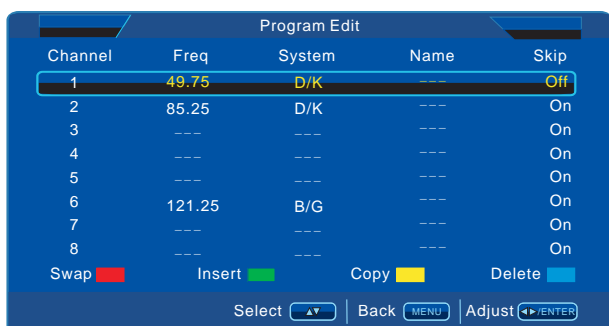 Program Edit
Channel Freq System Name Skip
1 49.75 D/K --- Off
2 85.25 D/K --- On
3 --- --- --- On
4 --- --- --- On
5 --- --- --- On
6 121.25 B/G --- On
7 --- --- --- On
8 --- --- --- On
Swap Insert Copy Delete
Select ▲▼ Back MENU Adjust ◄►/ENTER